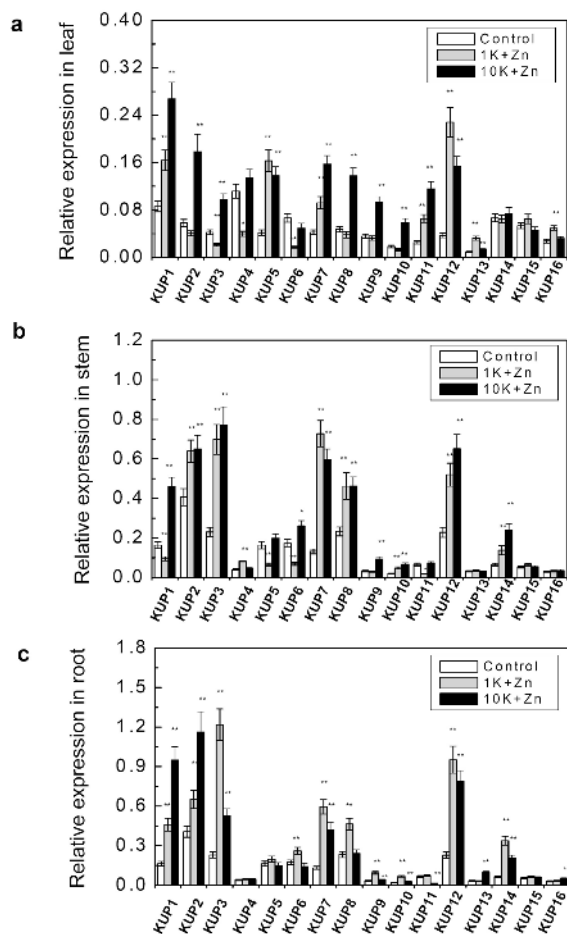 a
Relative expression in leaf
0.40
0.32
0.24
0.16
0.08
0.00
Control
1K+Zn
10K+Zn
KUP1 KUP2 KUP3 KUP4 KUP5 KUP6 KUP7 KUP8 KUP9 KUP10 KUP11 KUP12 KUP13 KUP14 KUP15 KUP16
b
Relative expression in stem
1.2
1.0
0.8
0.6
0.4
0.2
0.0
Control
1K+Zn
10K+Zn
KUP1 KUP2 KUP3 KUP4 KUP5 KUP6 KUP7 KUP8 KUP9 KUP10 KUP11 KUP12 KUP13 KUP14 KUP15 KUP16
c
Relative expression in root
1.8
1.5
1.2
0.9
0.6
0.3
0.0
Control
1K+Zn
10K+Zn
KUP1 KUP2 KUP3 KUP4 KUP5 KUP6 KUP7 KUP8 KUP9 KUP10 KUP11 KUP12 KUP13 KUP14 KUP15 KUP16